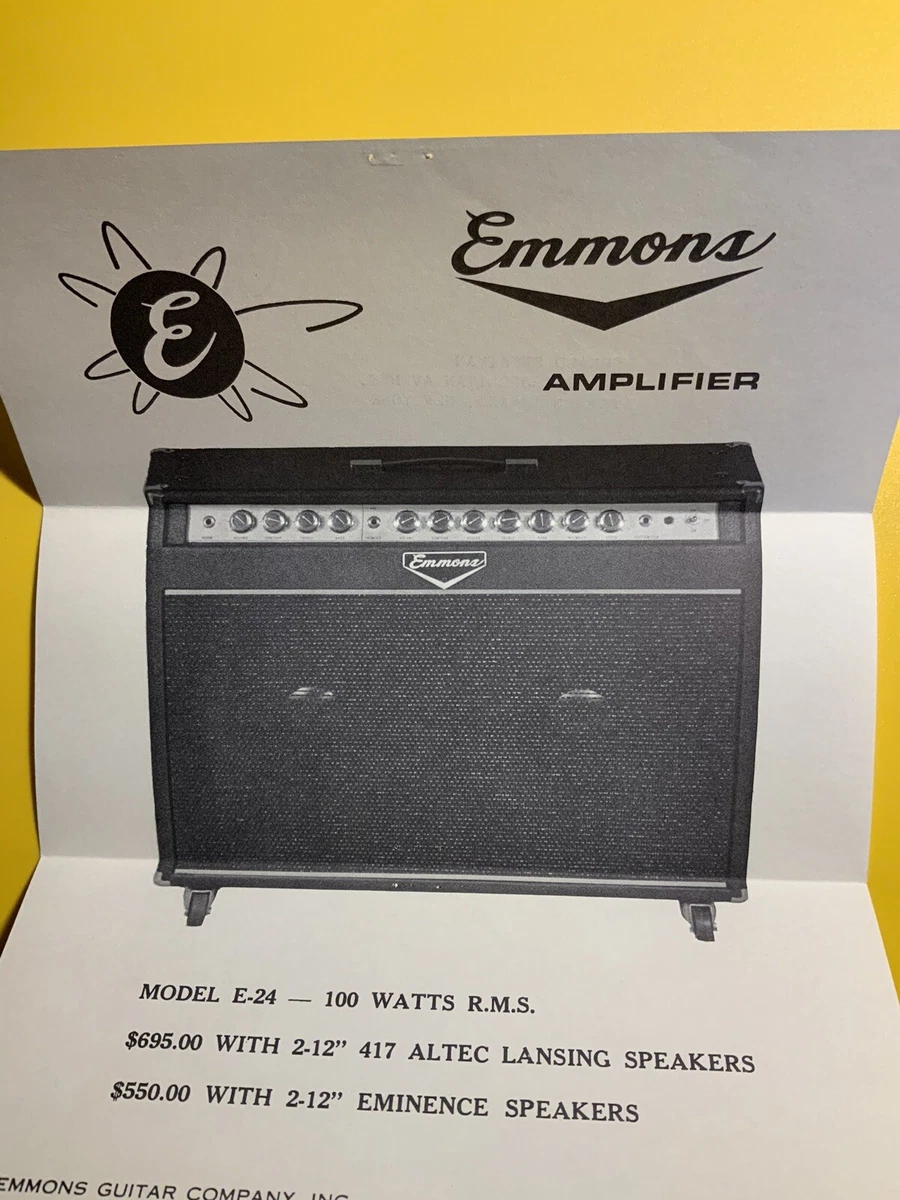 E
Emmons
AMPLIFIER
Emmons
MODEL E-24 — 100 WATTS R.M.S.
$695.00 WITH 2-12" 417 ALTEC LANSING SPEAKERS
$550.00 WITH 2-12" EMINENCE SPEAKERS
EMMONS GUITAR COMPANY, INC.